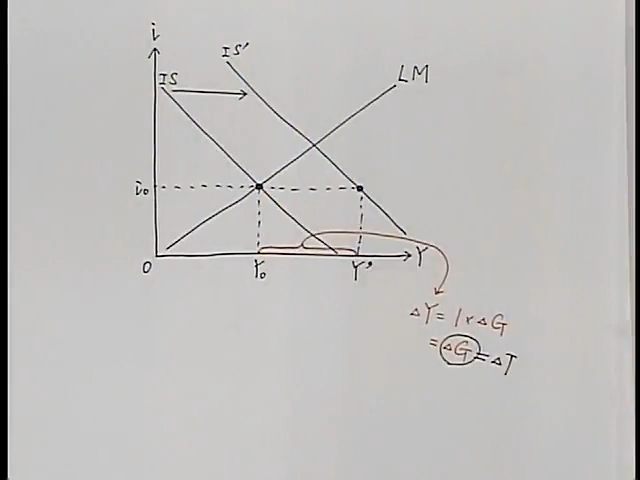 i
IS'
IS
LM
i₀
0
Y₀
Y'
Y
ΔY = 1×ΔG
= ΔG = ΔT